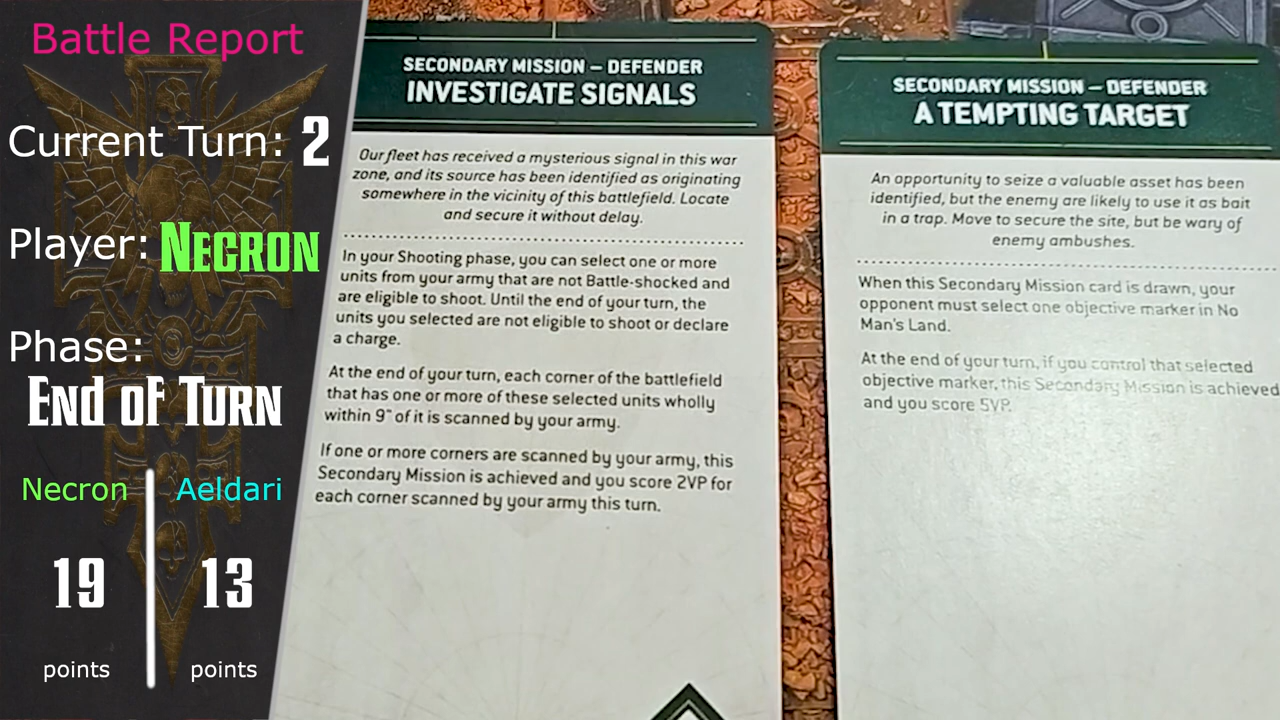 Battle Report
Current Turn: 2
Player: Necron
Phase:
End of Turn
Necron
Aeldari
19
13
points
points
SECONDARY MISSION – DEFENDER
INVESTIGATE SIGNALS
Our fleet has received a mysterious signal in this war
zone, and its source has been identified as originating
somewhere in the vicinity of this battlefield. Locate
and secure it without delay.
In your Shooting phase, you can select one or more
units from your army that are not Battle-shocked and
are eligible to shoot. Until the end of your turn, the
units you selected are not eligible to shoot or declare
a charge.
At the end of your turn, each corner of the battlefield
that has one or more of these selected units wholly
within 9" of it is scanned by your army.
If one or more corners are scanned by your army, this
Secondary Mission is achieved and you score 2VP for
each corner scanned by your army this turn.
SECONDARY MISSION – DEFENDER
A TEMPTING TARGET
An opportunity to seize a valuable asset has been
identified, but the enemy are likely to use it as bait
in a trap. Move to secure the site, but be wary of
enemy ambushes.
When this Secondary Mission card is drawn, your
opponent must select one objective marker in No
Man's Land.
At the end of your turn, if you control that selected
objective marker, this Secondary Mission is achieved
and you score 5VP.